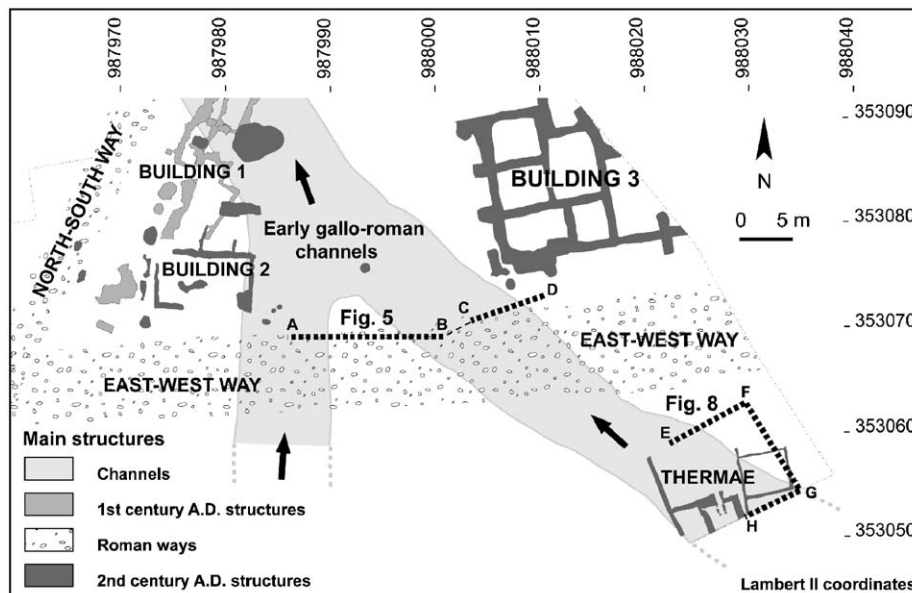 987970
987980
987990
988000
988010
988020
988030
988040
353090
353080
353070
353060
353050
NORTH-SOUTH WAY
BUILDING 1
BUILDING 2
BUILDING 3
N
0 5 m
Early gallo-roman
channels
Fig. 5
A
B
C
D
EAST-WEST WAY
EAST-WEST WAY
Fig. 8
E
F
G
H
THERMAE
Main structures
Channels
1st century A.D. structures
Roman ways
2nd century A.D. structures
Lambert II coordinates